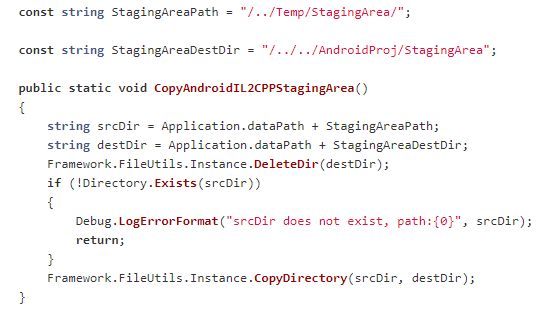 const string StagingAreaPath = "/../Temp/StagingArea/";
const string StagingAreaDestDir = "/../../AndroidProj/StagingArea";
public static void CopyAndroidIL2CPPStagingArea()
{
    string srcDir = Application.dataPath + StagingAreaPath;
    string destDir = Application.dataPath + StagingAreaDestDir;
    Framework.FileUtils.Instance.DeleteDir(destDir);
    if (!Directory.Exists(srcDir))
    {
        Debug.LogErrorFormat("srcDir does not exist, path:{0}", srcDir);
        return;
    }
    Framework.FileUtils.Instance.CopyDirectory(srcDir, destDir);
}